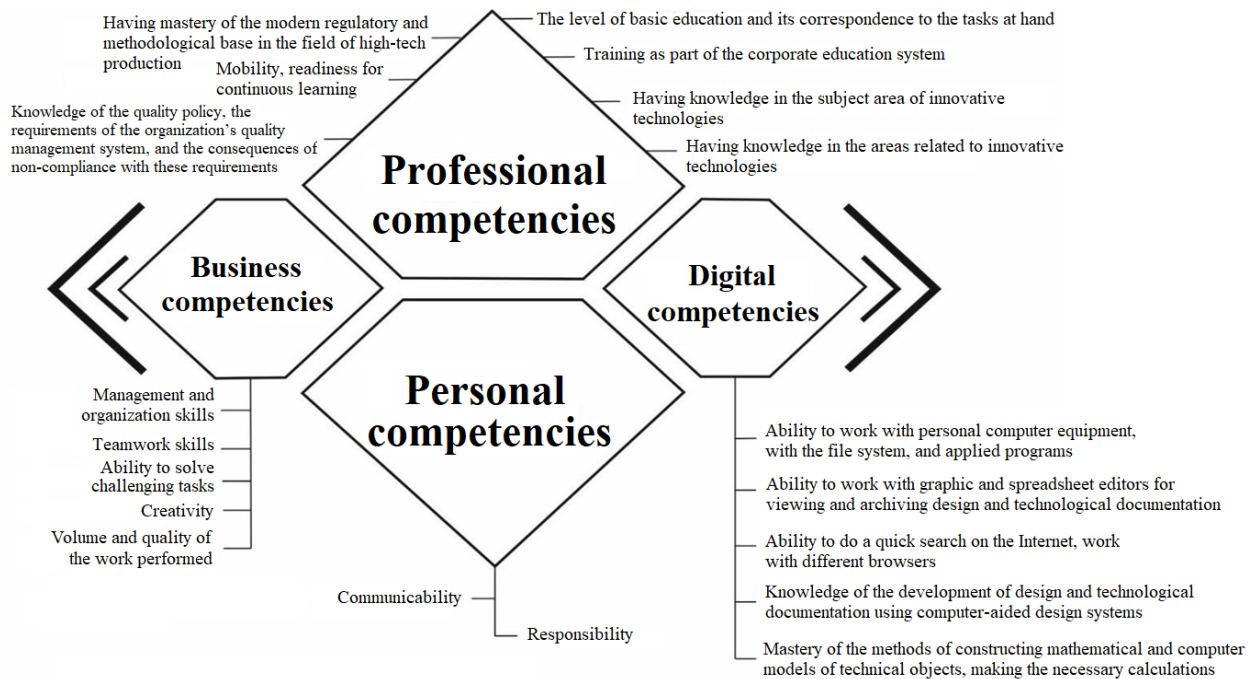 Having mastery of the modern regulatory and
methodological base in the field of high-tech
production
Mobility, readiness for
continuous learning
Knowledge of the quality policy, the
requirements of the organization’s quality
management system, and the consequences of
non-compliance with these requirements
The level of basic education and its correspondence to the tasks at hand
Training as part of the corporate education system
Having knowledge in the subject area of innovative
technologies
Having knowledge in the areas related to innovative
technologies
Professional
competencies
Business
competencies
Digital
competencies
Personal
competencies
Management and
organization skills
Teamwork skills
Ability to solve
challenging tasks
Creativity
Volume and quality of
the work performed
Communicability
Responsibility
Ability to work with personal computer equipment,
with the file system, and applied programs
Ability to work with graphic and spreadsheet editors for
viewing and archiving design and technological documentation
Ability to do a quick search on the Internet, work
with different browsers
Knowledge of the development of design and technological
documentation using computer-aided design systems
Mastery of the methods of constructing mathematical and computer
models of technical objects, making the necessary calculations